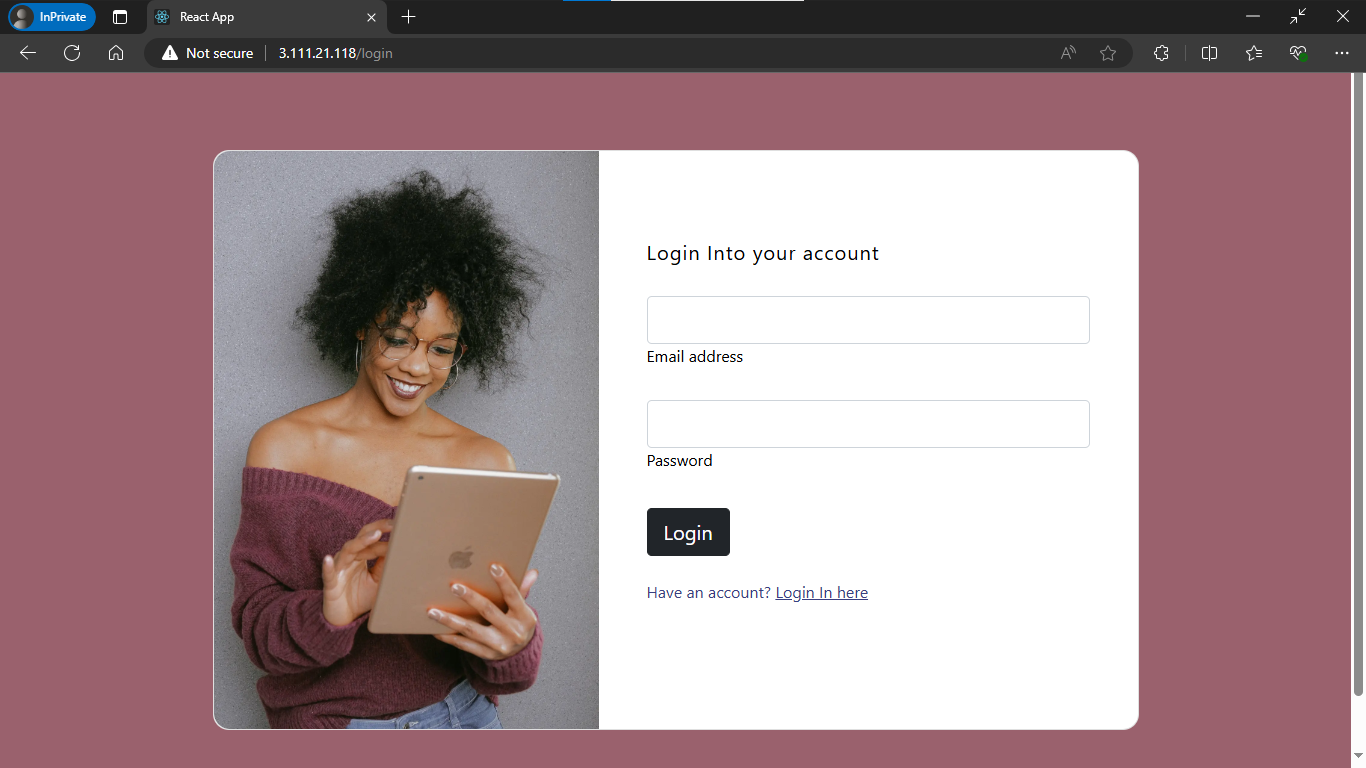 InPrivate
React App
Not secure
3.111.21.118/login
Login Into your account
Email address
Password
Login
Have an account? Login In here